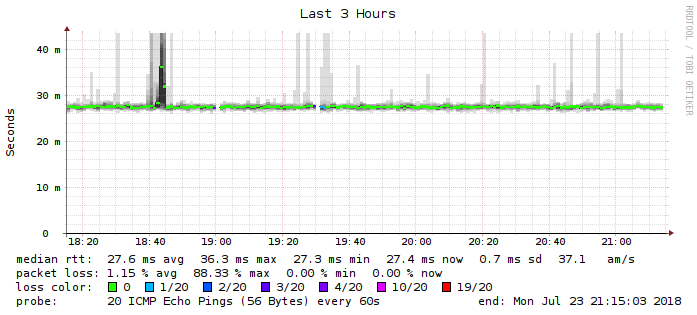 Last 3 Hours
RRDTOOL / TOBI OETIKER
Seconds
40 m
30 m
20 m
10 m
0
18:20 18:40 19:00 19:20 19:40 20:00 20:20 20:40 21:00
median rtt: 27.6 ms avg 36.3 ms max 27.3 ms min 27.4 ms now 0.7 ms sd 37.1 am/s
packet loss: 1.15 % avg 88.33 % max 0.00 % min 0.00 % now
loss color: 0 1/20 2/20 3/20 4/20 10/20 19/20
probe: 20 ICMP Echo Pings (56 Bytes) every 60s end: Mon Jul 23 21:15:03 2018